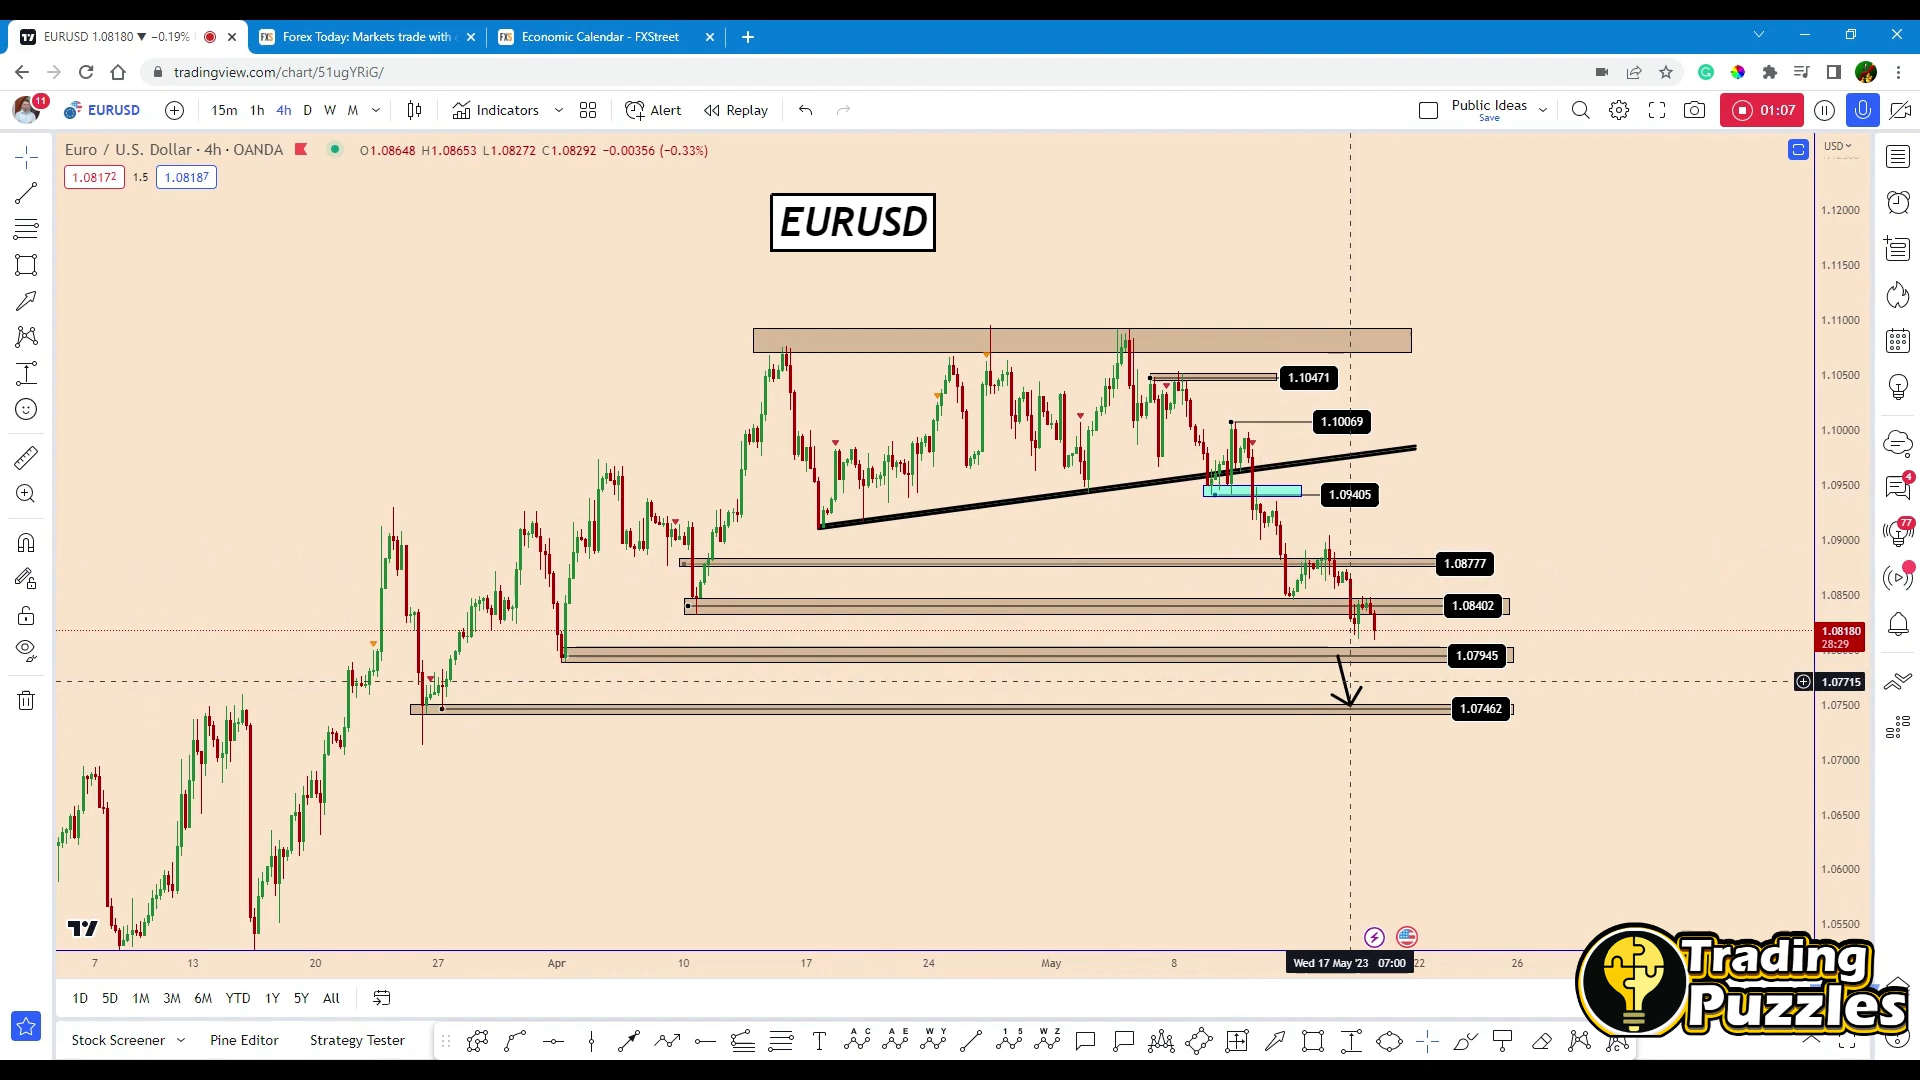 EURUSD 1.08180 ▼ −0.19%
Forex Today: Markets trade with
Economic Calendar - FXStreet
tradingview.com/chart/51ugYRiG/
11
EURUSD
15m 1h 4h D W M
Indicators
Alert
Replay
Public Ideas
Save
01:07
Euro / U.S. Dollar · 4h · OANDA
O1.08648 H1.08653 L1.08272 C1.08292 −0.00356 (−0.33%)
1.08172 1.5 1.08187
USD
EURUSD
1.12000
1.11500
1.11000
1.10500
1.10000
1.09500
1.09000
1.08500
1.08180
28:29
1.07715
1.07500
1.07000
1.06500
1.06000
1.05500
1.10471
1.10069
1.09405
1.08777
1.08402
1.07945
1.07462
4
77
7 13 20 27 Apr 10 17 24 May 8 Wed 17 May '23 07:00 22 26
1D 5D 1M 3M 6M YTD 1Y 5Y All
Stock Screener Pine Editor Strategy Tester
T
A C
A E
W Y
1 5
W Z
Trading
Puzzles